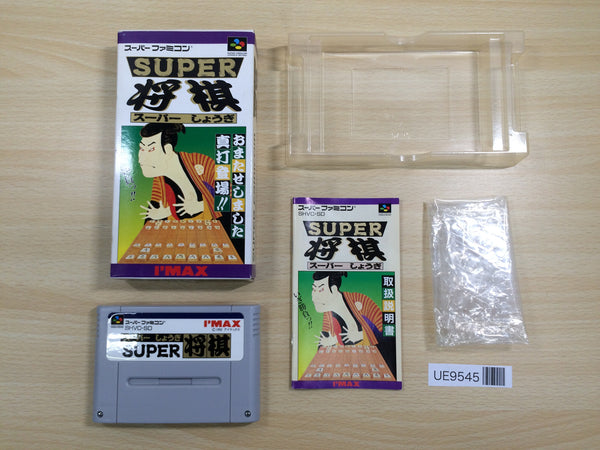 スーパーファミコン
SUPER
将棋
スーパー しょうぎ
おまたせしました
真打登場!!
I'MAX
スーパーファミコン
SHVC-SD
SUPER
将棋
スーパー しょうぎ
取扱説明書
I'MAX
スーパーファミコン
SHVC-SD
I'MAX
スーパー しょうぎ
SUPER 将棋
UE9545